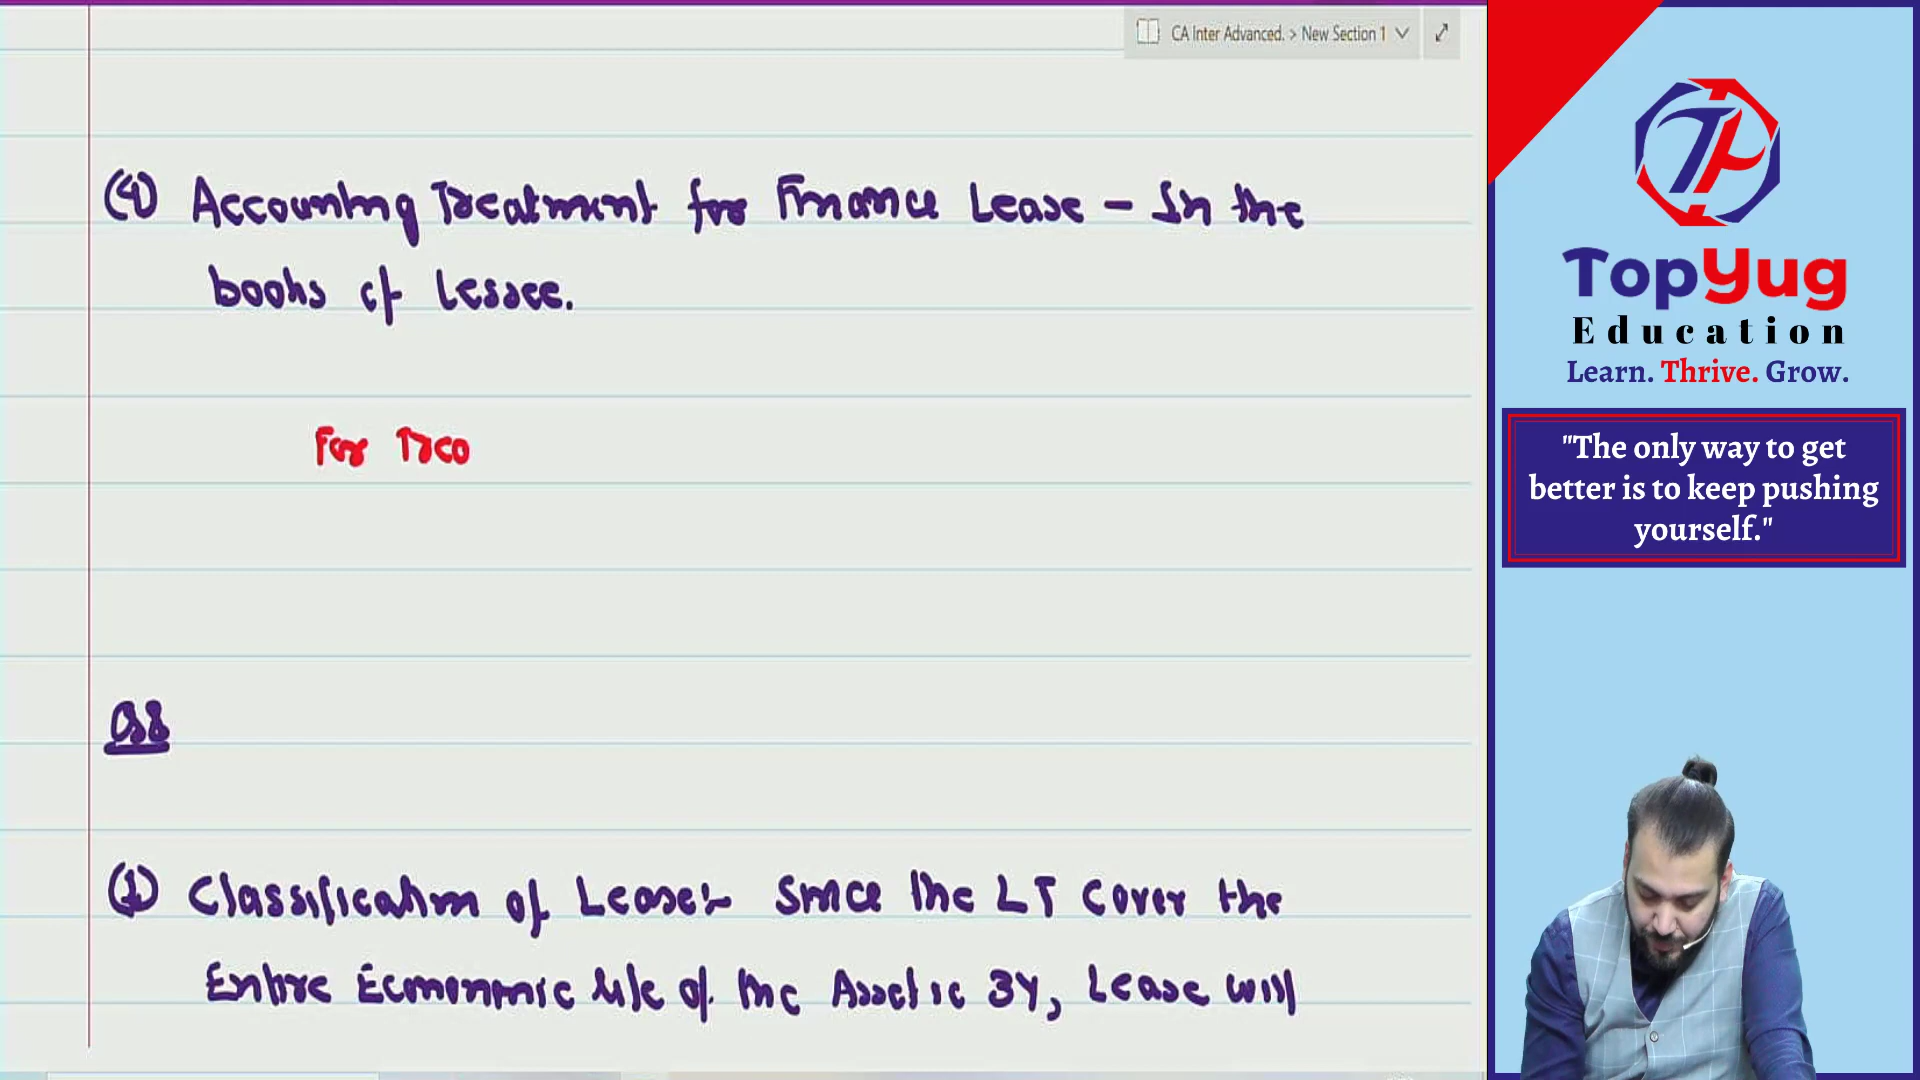 CA Inter Advanced. > New Section 1
(4) Accounting Treatment for Finance Lease - In the
books of Lessee.
For Trea
Q8
(1) Classification of Lease:- Since the LT Cover the
Entire Economic life of the Asset ie 3Y, Lease will
TopYug
Education
Learn. Thrive. Grow.
"The only way to get
better is to keep pushing
yourself."